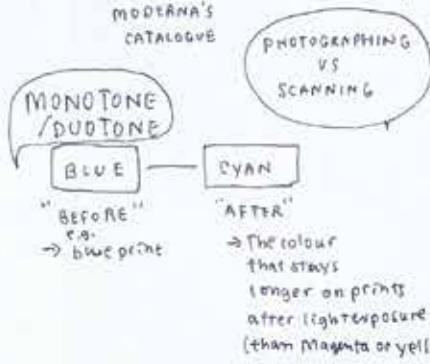 MODERNA'S
CATALOGUE
PHOTOGRAPHING
VS
SCANNING
MONOTONE
/DUOTONE
BLUE
CYAN
"BEFORE"
e.g.
→ blue print
"AFTER"
→ The colour
that stays
longer on prints
after light exposure
(than Magenta or yell